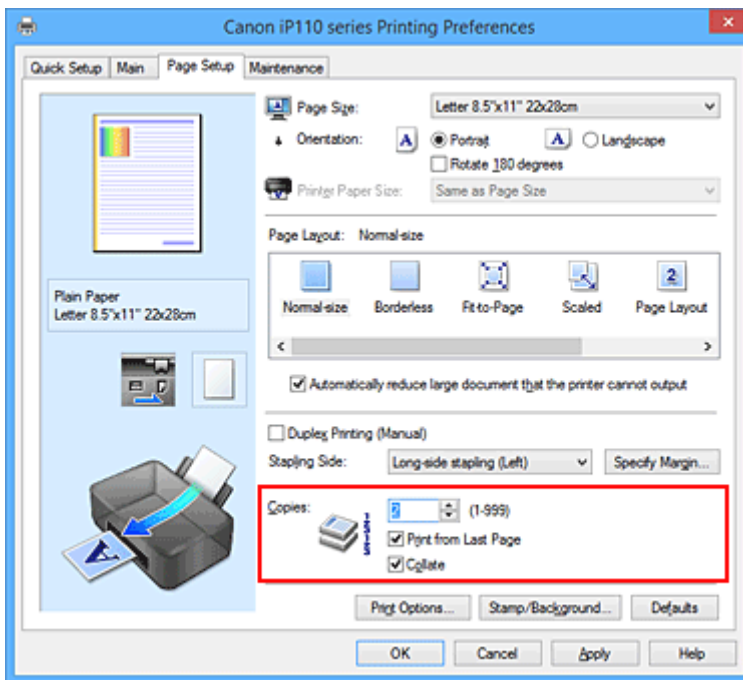 Canon iP110 series Printing Preferences
Quick Setup Main Page Setup Maintenance
Page Size: Letter 8.5"x11" 22x28cm
Orientation: A Portrait A Landscape
Rotate 180 degrees
Printer Paper Size: Same as Page Size
Page Layout: Normal-size
2
Normal-size Borderless Fit-to-Page Scaled Page Layout
Plain Paper
Letter 8.5"x11" 22x28cm
Automatically reduce large document that the printer cannot output
Duplex Printing (Manual)
Stapling Side: Long-side stapling (Left) Specify Margin...
Copies: 2 (1-999)
Print from Last Page
Collate
A
Print Options... Stamp/Background... Defaults
OK Cancel Apply Help